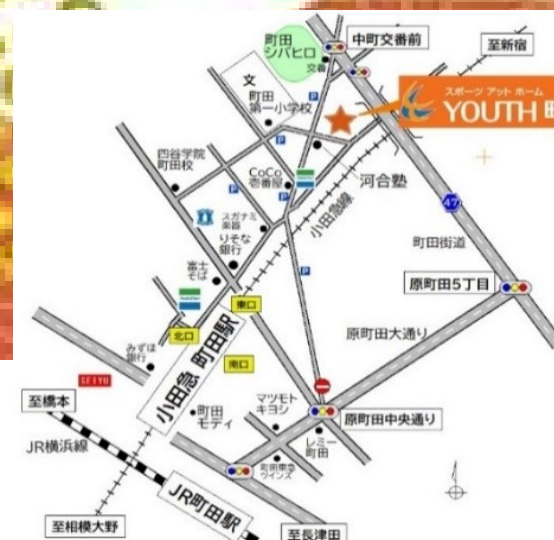 町田
シバヒロ
交番
中町交番前
至新宿
文
町田
第一小学校
スポーツ アット ホーム
YOUTH 町
四谷学院
町田校
CoCo
壱番屋
河合塾
小田急線
47
スガナミ
楽器
りそな
銀行
町田街道
富士
そば
原町田5丁目
東口
北口
南口
小田急 町田駅
原町田大通り
みずほ
銀行
SEIYU
至橋本
町田
モディ
マツモト
キヨシ
原町田中央通り
レミー
町田
町田東急
ツインズ
JR横浜線
JR町田駅
至相模大野
至長津田
P
P
P
P
P